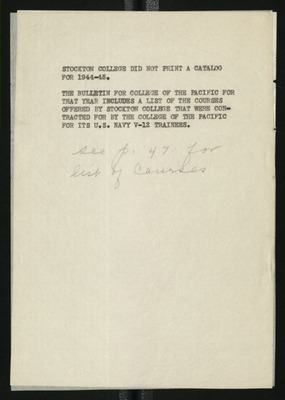 STOCKTON COLLEGE DID NOT PRINT A CATALOG
FOR 1944-45.
THE BULLETIN FOR COLLEGE OF THE PACIFIC FOR
THAT YEAR INCLUDES A LIST OF THE COURSES
OFFERED BY STOCKTON COLLEGE THAT WERE CON-
TRACTED FOR BY THE COLLEGE OF THE PACIFIC
FOR ITS U.S. NAVY V-12 TRAINEES.
see p. 47 for
list of Courses